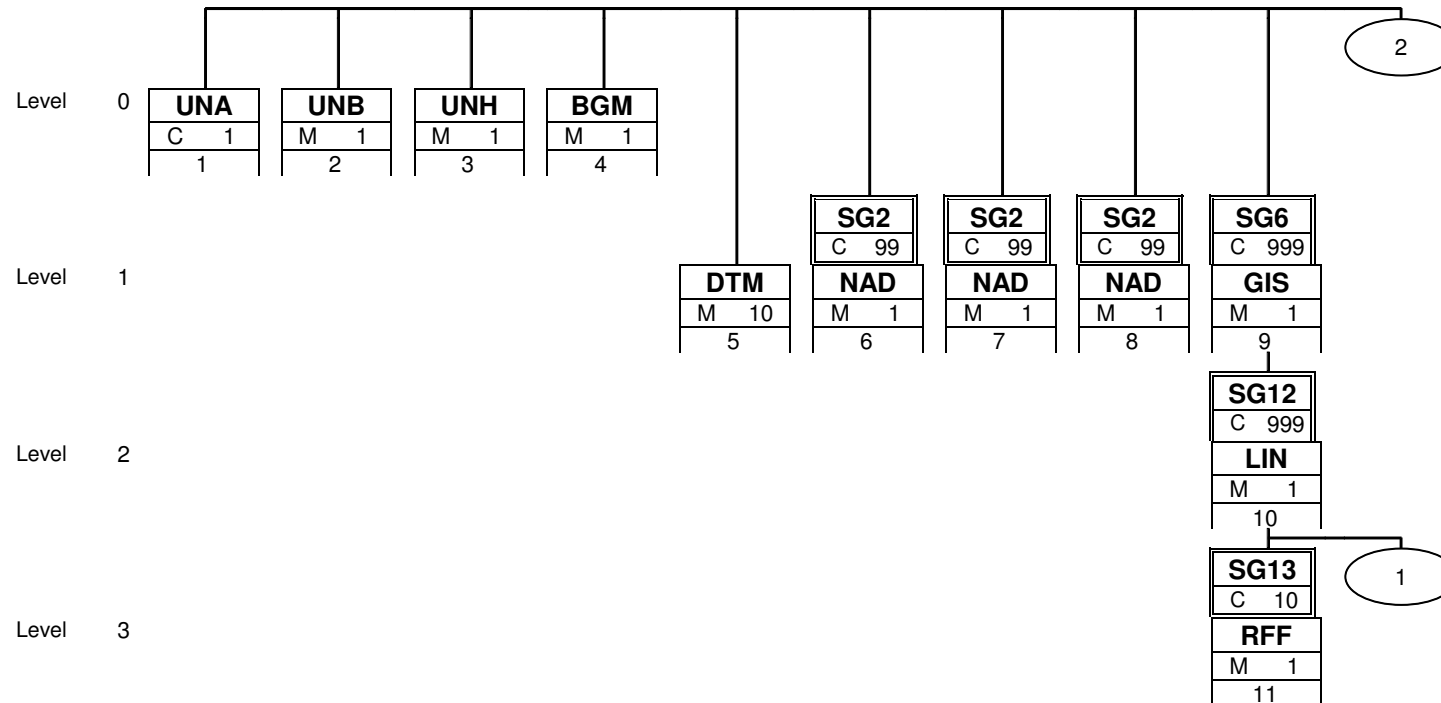 2
Level 0 UNA UNB UNH BGM
C 1 M 1 M 1 M 1
1 2 3 4
SG2 SG2 SG2 SG6
C 99 C 99 C 99 C 999
Level 1 DTM NAD NAD NAD GIS
M 10 M 1 M 1 M 1 M 1
5 6 7 8 9
SG12
C 999
Level 2 LIN
M 1
10
SG13 1
C 10
Level 3 RFF
M 1
11